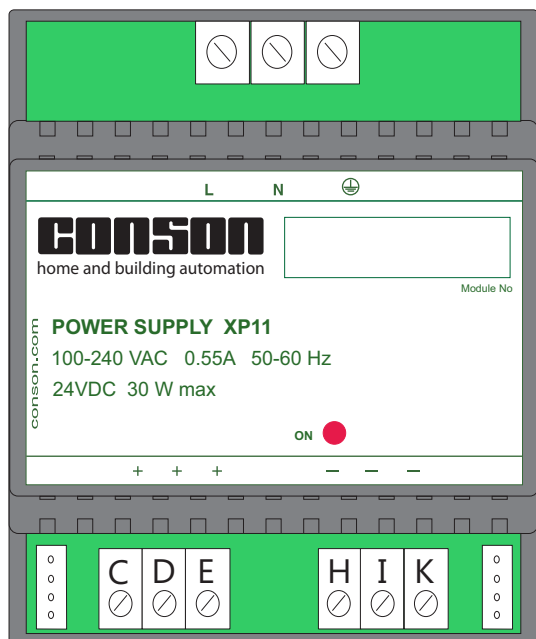 L N
conson
home and building automation
Module No
conson.com
POWER SUPPLY XP11
100-240 VAC 0.55A 50-60 Hz
24VDC 30 W max
ON
+ + + – – –
C D E H I K